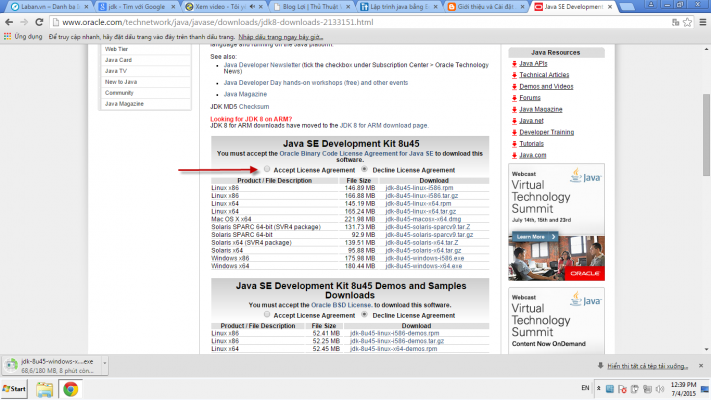 Laban.vn – Danh bạ
jdk - Tìm với Google
Xem video - Tôi yê
Blog Lợi | Thủ Thuật
Lập trình java bằng
Giới thiệu và Cài đặt
Java SE Development
www.oracle.com/technetwork/java/javase/downloads/jdk8-downloads-2133151.html
Ứng dụng
Để truy cập nhanh, hãy đặt dấu trang vào đây trên thanh dấu trang.
Nhập dấu trang ngay bây giờ...
Web Tier
Java Card
Java TV
New to Java
Community
Java Magazine
language and running on the Java platform.
See also:
Java Developer Newsletter (tick the checkbox under Subscription Center > Oracle Technology
News)
Java Developer Day hands-on workshops (free) and other events
Java Magazine
JDK MD5 Checksum
Looking for JDK 8 on ARM?
JDK 8 for ARM downloads have moved to the JDK 8 for ARM download page.
Java SE Development Kit 8u45
You must accept the Oracle Binary Code License Agreement for Java SE to download this
software.
Accept License Agreement Decline License Agreement
Product / File Description File Size Download
Linux x86 146.89 MB jdk-8u45-linux-i586.rpm
Linux x86 166.88 MB jdk-8u45-linux-i586.tar.gz
Linux x64 145.19 MB jdk-8u45-linux-x64.rpm
Linux x64 165.24 MB jdk-8u45-linux-x64.tar.gz
Mac OS X x64 221.98 MB jdk-8u45-macosx-x64.dmg
Solaris SPARC 64-bit (SVR4 package) 131.73 MB jdk-8u45-solaris-sparcv9.tar.Z
Solaris SPARC 64-bit 92.9 MB jdk-8u45-solaris-sparcv9.tar.gz
Solaris x64 (SVR4 package) 139.51 MB jdk-8u45-solaris-x64.tar.Z
Solaris x64 95.88 MB jdk-8u45-solaris-x64.tar.gz
Windows x86 175.98 MB jdk-8u45-windows-i586.exe
Windows x64 180.44 MB jdk-8u45-windows-x64.exe
Java SE Development Kit 8u45 Demos and Samples
Downloads
You must accept the Oracle BSD License. to download this software.
Accept License Agreement Decline License Agreement
Product / File Description File Size Download
Linux x86 52.41 MB jdk-8u45-linux-i586-demos.rpm
Linux x86 52.25 MB jdk-8u45-linux-i586-demos.tar.gz
Linux x64 52.45 MB jdk-8u45-linux-x64-demos.rpm
Java Resources
Java APIs
Technical Articles
Demos and Videos
Forums
Java Magazine
Java.net
Developer Training
Tutorials
Java.com
Webcast
Java
Virtual
Technology
Summit
July 14th, 15th and 23rd
Learn More
ORACLE
Webcast
Java
Virtual
Technology
Summit
Content Now OnDemand
jdk-8u45-windows-x....exe
68,6/180 MB, 8 phút còn...
Hiển thị tất cả tệp tải xuống...
Start
EN
12:39 PM
7/4/2015